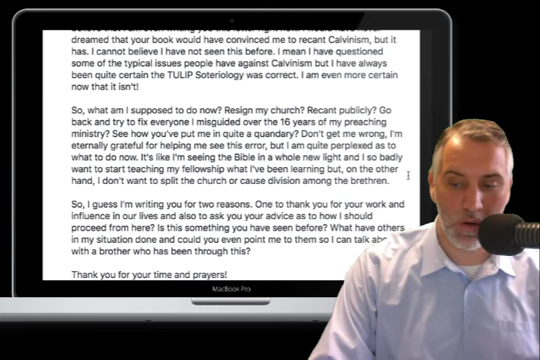 dreamed that your book would have convinced me to recant Calvinism, but it
has. I cannot believe I have not seen this before. I mean I have questioned
some of the typical issues people have against Calvinism but I have always
been quite certain the TULIP Soteriology was correct. I am even more certain
now that it isn't!
So, what am I supposed to do now? Resign my church? Recant publicly? Go
back and try to fix everyone I misguided over the 16 years of my preaching
ministry? See how you've put me in quite a quandary? Don't get me wrong, I'm
eternally grateful for helping me see this error, but I am quite perplexed as to
what to do now. It's like I'm seeing the Bible in a whole new light and I so badly
want to start teaching my fellowship what I've been learning but, on the other
hand, I don't want to split the church or cause division among the brethren.
So, I guess I'm writing you for two reasons. One to thank you for your work and
influence in our lives and also to ask you your advice as to how I should
proceed from here? Is this something you have seen before? What have others
in my situation done and could you even point me to them so I can talk
with a brother who has been through this?
Thank you for your time and prayers!
MacBook Pro